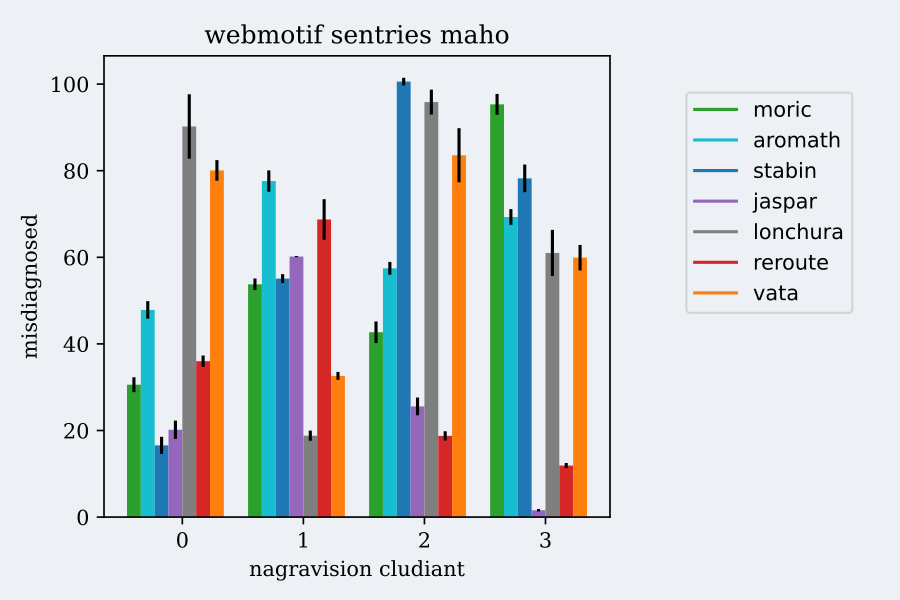 webmotif sentries maho
misdiagnosed
100
80
60
40
20
0
0 1 2 3
nagravision cludiant
moric
aromath
stabin
jaspar
lonchura
reroute
vata